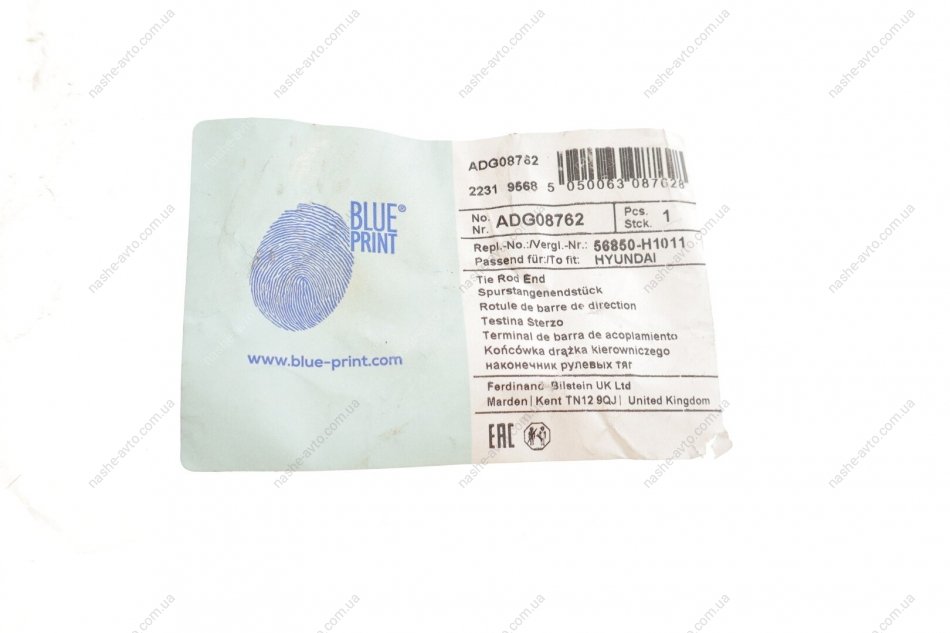 BLUE®
PRINT
www.blue-print.com
ADG08762
2231 9568 5 050063 087628
No. Nr. ADG08762 Pcs. Stck. 1
Repl.-No.:/Vergl.-Nr.: 56850-H1011
Passend für:/To fit: HYUNDAI
Tie Rod End
Spurstangenendstück
Rotule de barre de direction
Testina Sterzo
Terminal de barra de acoplamiento
Końcówka drążka kierowniczego
наконечник рулевых тяг
Ferdinand Bilstein UK Ltd
Marden| Kent TN12 9QJ| United Kingdom
EAC
nashe-avto.com.ua